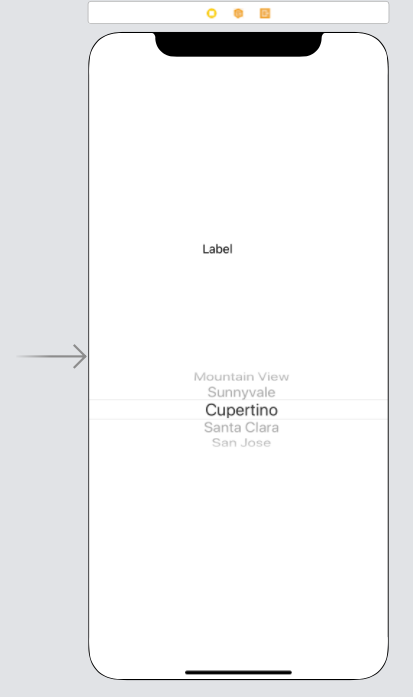 Label
Mountain View
Sunnyvale
Cupertino
Santa Clara
San Jose